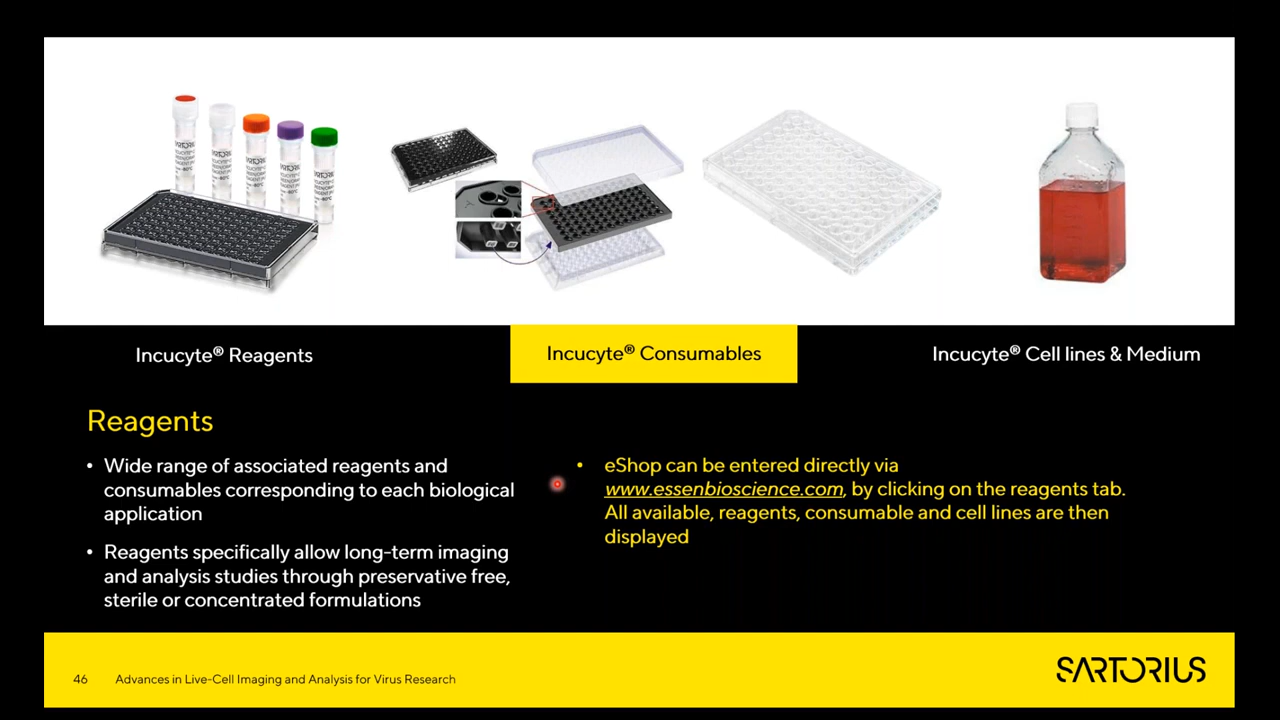 SARTORIUS
Incucyte® Reagents
Incucyte® Consumables
Incucyte® Cell lines & Medium
Reagents
• Wide range of associated reagents and
consumables corresponding to each biological
application
• Reagents specifically allow long-term imaging
and analysis studies through preservative free,
sterile or concentrated formulations
• eShop can be entered directly via
www.essenbioscience.com, by clicking on the reagents tab.
All available, reagents, consumable and cell lines are then
displayed
46 Advances in Live-Cell Imaging and Analysis for Virus Research
SARTORIUS